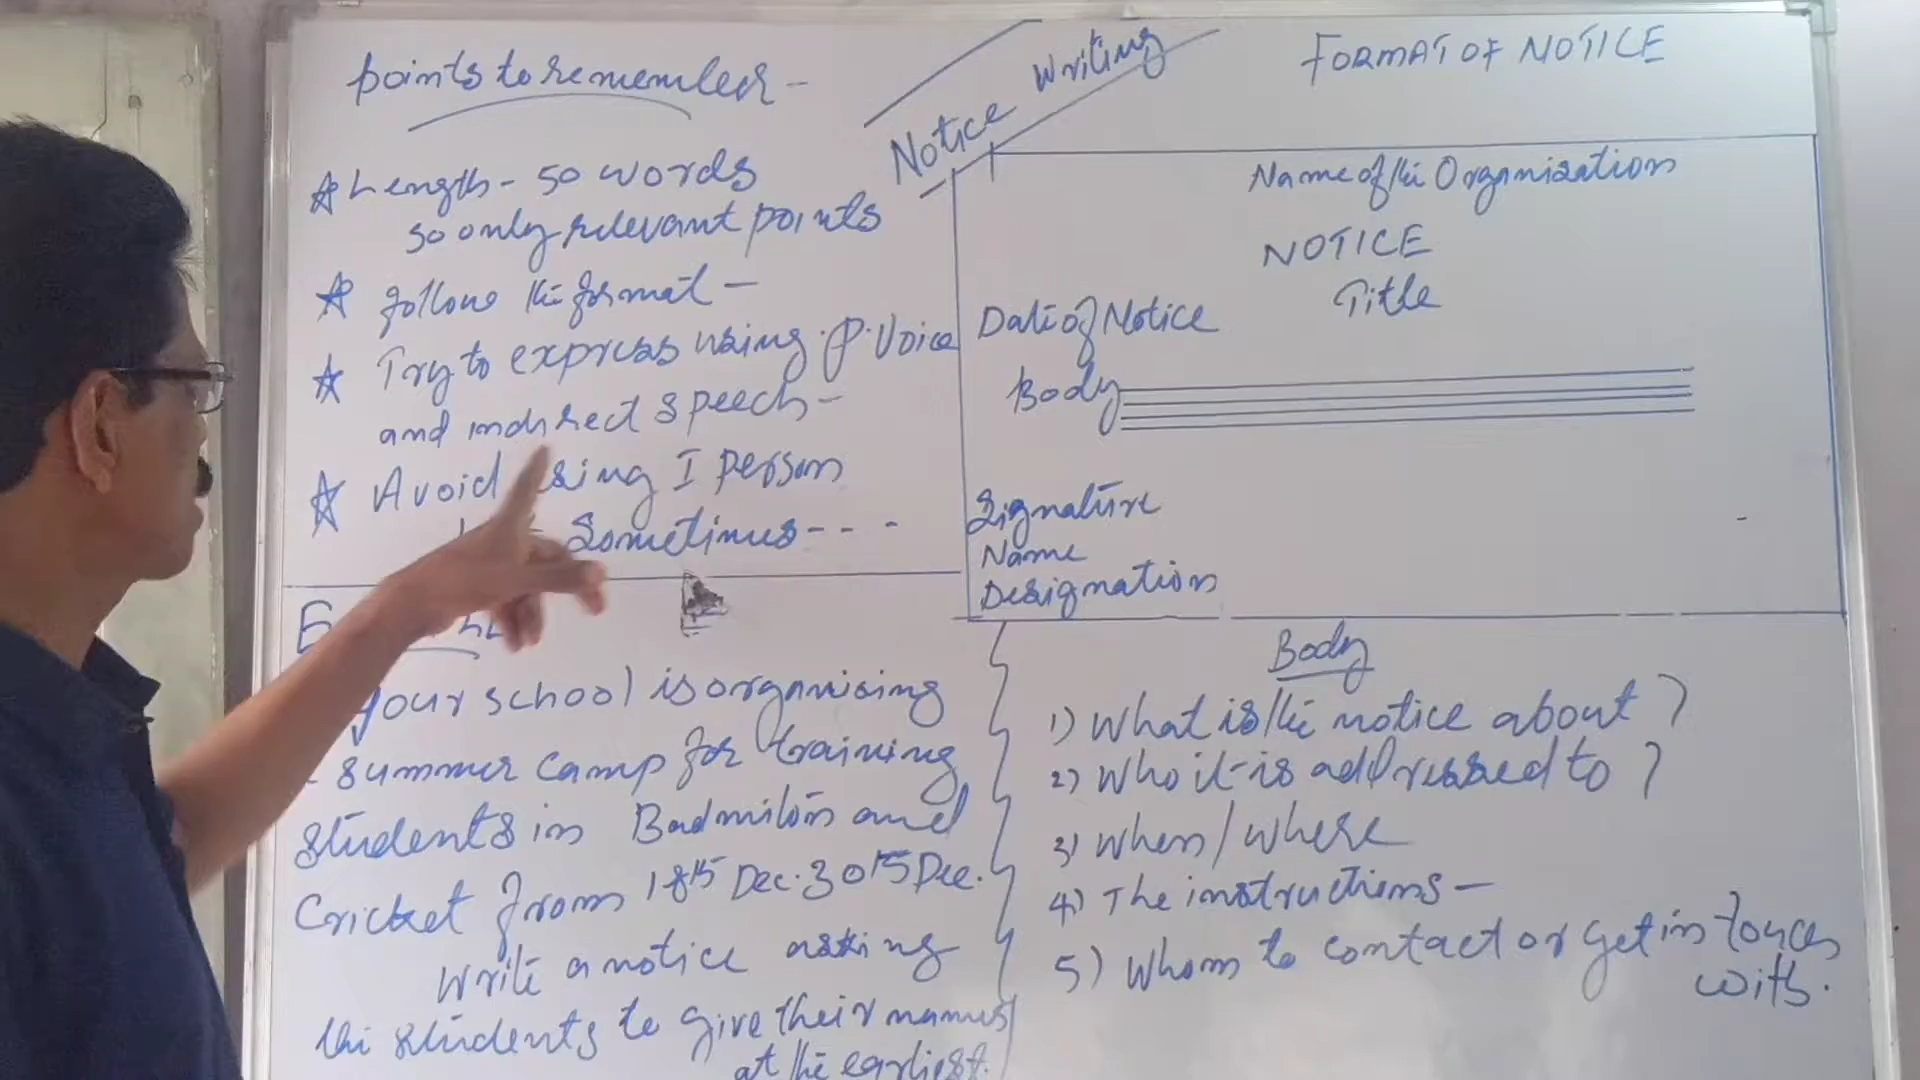 points to remember -
☆ Length - 50 words
so only relevant points
☆ follow the format -
☆ Try to express using P. Voice
and indirect speech -
☆ Avoid using I person
Sometimes - - -
Notice Writing
FORMAT OF NOTICE
Name of the Organisation
NOTICE
Title
Date of Notice
Body
Signature
Name
Designation
your school is organising
summer camp for training
students in Badmiton and
Cricket from 18th Dec. 30th Dec.
Write a notice asking
the students to give their names
at the earliest.
Body
1) What is the notice about ?
2) Who it is addressed to ?
3) When / where
4) The instructions -
5) Whom to contact or get in touch
with.